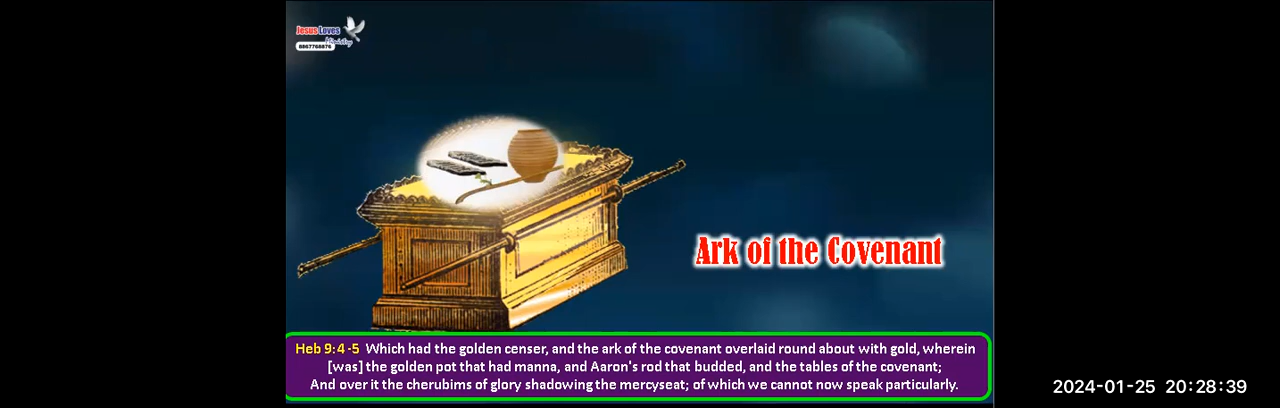 Jesus Loves
Ministry
8867768876
Ark of the Covenant
Heb 9:4-5 Which had the golden censer, and the ark of the covenant overlaid round about with gold, wherein
[was] the golden pot that had manna, and Aaron's rod that budded, and the tables of the covenant;
And over it the cherubims of glory shadowing the mercyseat; of which we cannot now speak particularly.
2024-01-25 20:28:39